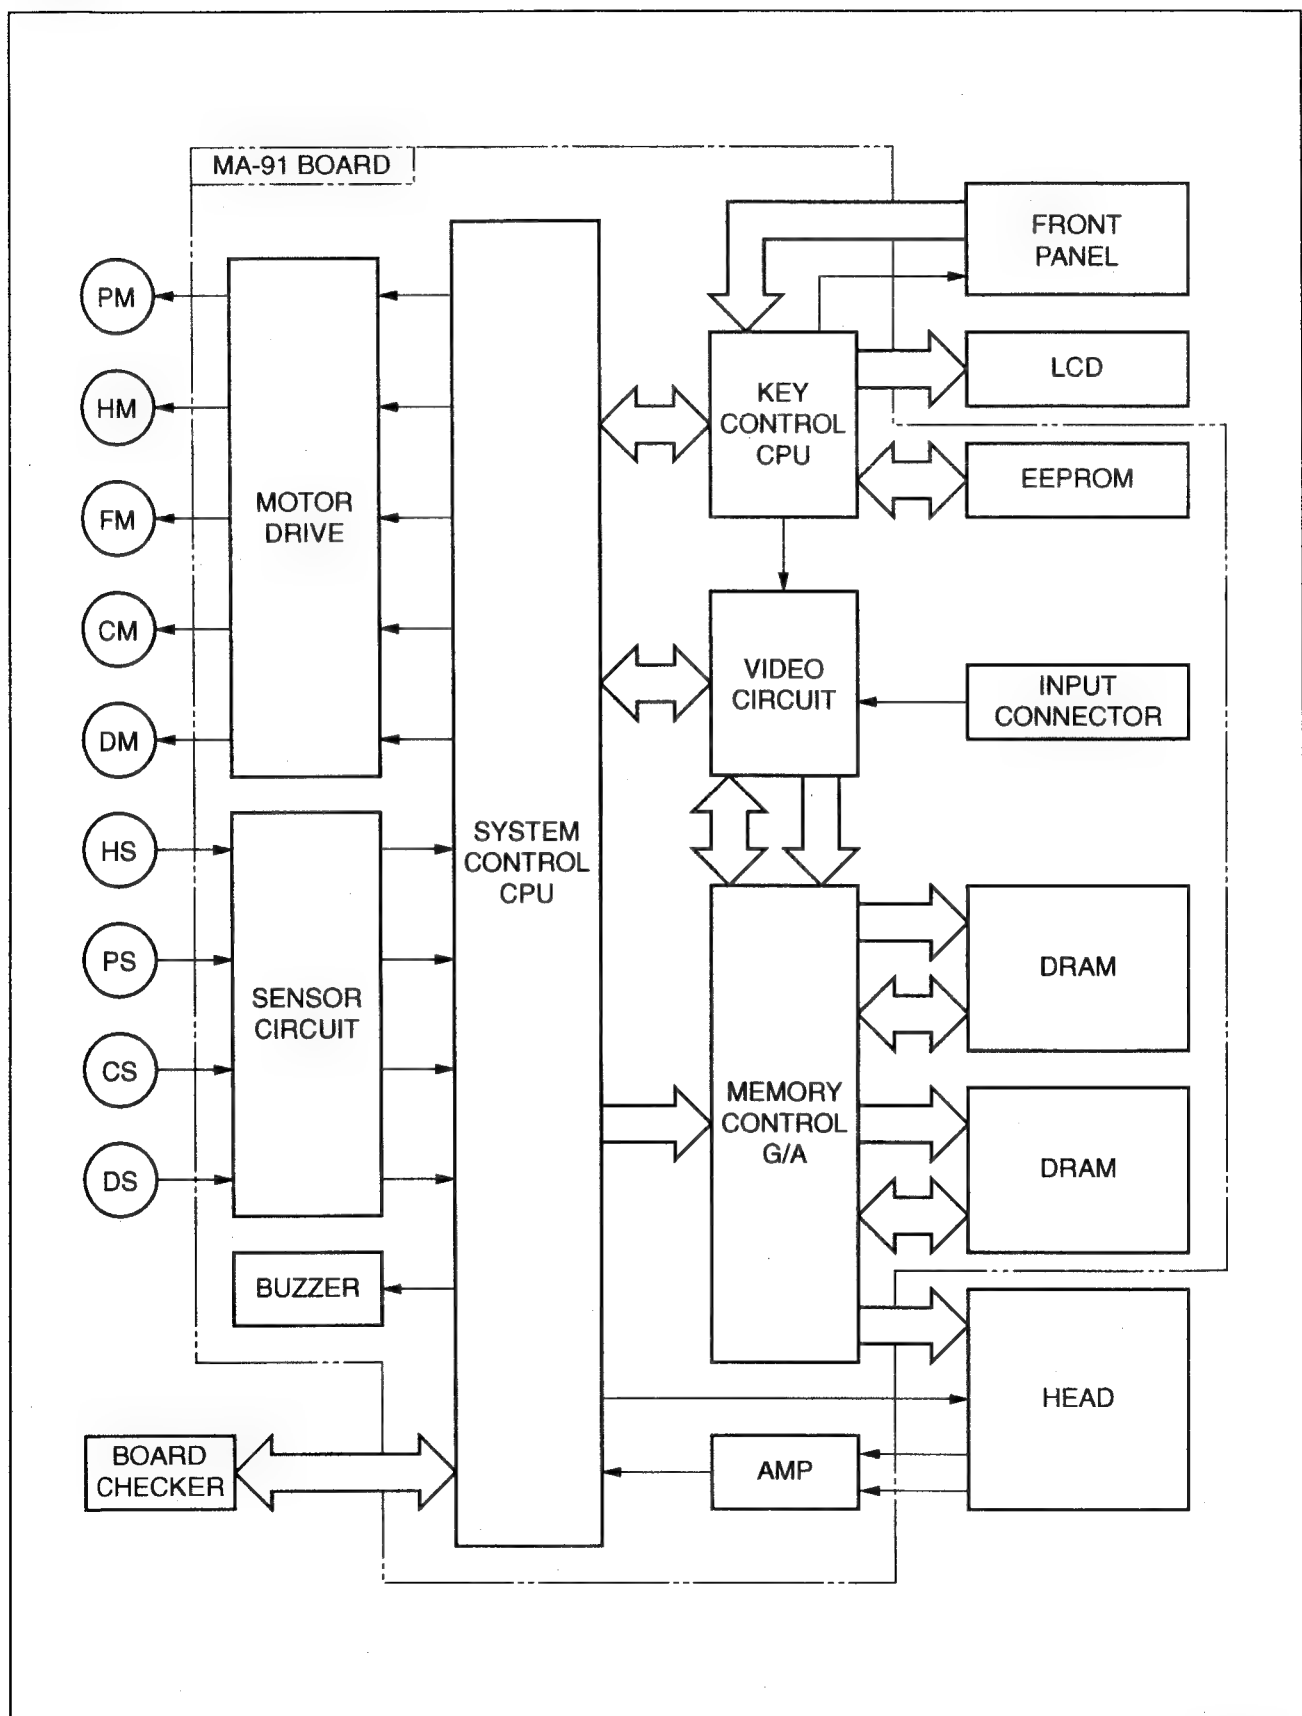 MA-91 BOARD
FRONT
PANEL
PM
HM
FM
CM
DM
HS
PS
CS
DS
MOTOR
DRIVE
SENSOR
CIRCUIT
BUZZER
BOARD
CHECKER
SYSTEM
CONTROL
CPU
KEY
CONTROL
CPU
LCD
EEPROM
VIDEO
CIRCUIT
INPUT
CONNECTOR
MEMORY
CONTROL
G/A
DRAM
DRAM
HEAD
AMP